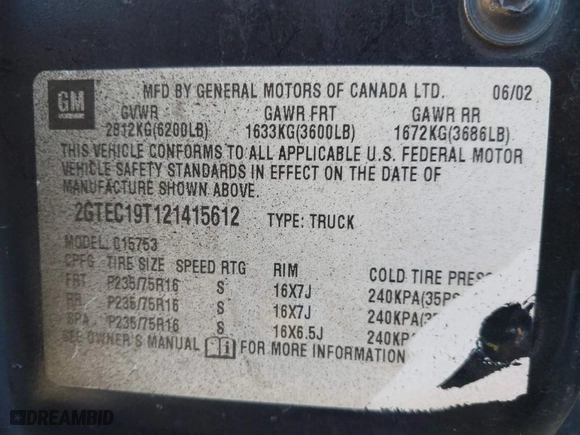 GM
MFD BY GENERAL MOTORS OF CANADA LTD. 06/02
GVWR GAWR FRT GAWR RR
2812KG(6200LB) 1633KG(3600LB) 1672KG(3686LB)
THIS VEHICLE CONFORMS TO ALL APPLICABLE U.S. FEDERAL MOTOR
VEHICLE SAFETY STANDARDS IN EFFECT ON THE DATE OF
MANUFACTURE SHOWN ABOVE.
2GTEC19T121415612 TYPE: TRUCK
MODEL: C15753
CPFG TIRE SIZE SPEED RTG RIM COLD TIRE PRES
FRT P235/75R16 S 16X7J 240KPA(35PS
RR P235/75R16 S 16X7J 240KPA(3
SPA P235/75R16 S 16X6.5J 240KPA
SEE OWNER'S MANUAL FOR MORE INFORMATION
DREAMBID